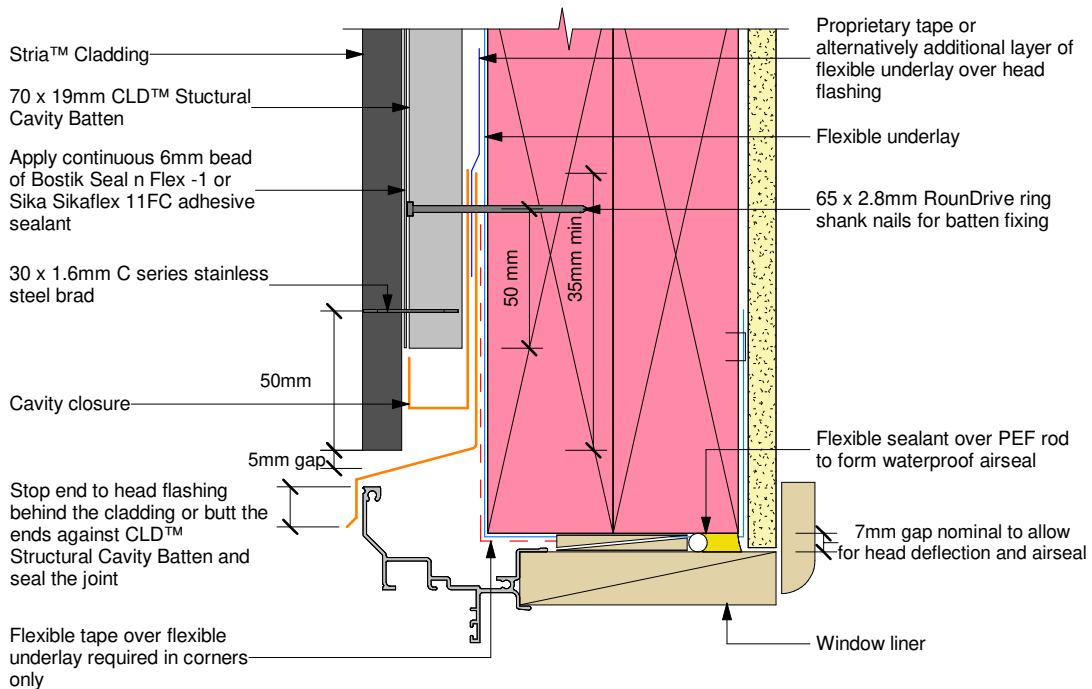 Stria™ Cladding
70 x 19mm CLD™ Stuctural
Cavity Batten
Apply continuous 6mm bead
of Bostik Seal n Flex -1 or
Sika Sikaflex 11FC adhesive
sealant
30 x 1.6mm C series stainless
steel brad
50mm
Cavity closure
5mm gap
Stop end to head flashing
behind the cladding or butt the
ends against CLD™
Structural Cavity Batten and
seal the joint
Flexible tape over flexible
underlay required in corners
only
50 mm
35mm min
Proprietary tape or
alternatively additional layer of
flexible underlay over head
flashing
Flexible underlay
65 x 2.8mm RounDrive ring
shank nails for batten fixing
Flexible sealant over PEF rod
to form waterproof airseal
7mm gap nominal to allow
for head deflection and airseal
Window liner